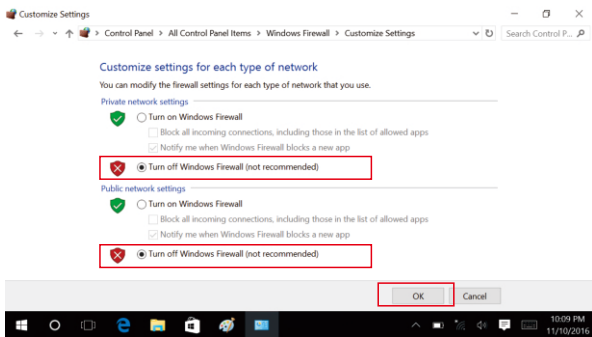 Customize Settings
Control Panel > All Control Panel Items > Windows Firewall > Customize Settings
Search Control P...
Customize settings for each type of network
You can modify the firewall settings for each type of network that you use.
Private network settings
Turn on Windows Firewall
Block all incoming connections, including those in the list of allowed apps
Notify me when Windows Firewall blocks a new app
Turn off Windows Firewall (not recommended)
Public network settings
Turn on Windows Firewall
Block all incoming connections, including those in the list of allowed apps
Notify me when Windows Firewall blocks a new app
Turn off Windows Firewall (not recommended)
OK
Cancel
10:09 PM
11/10/2016